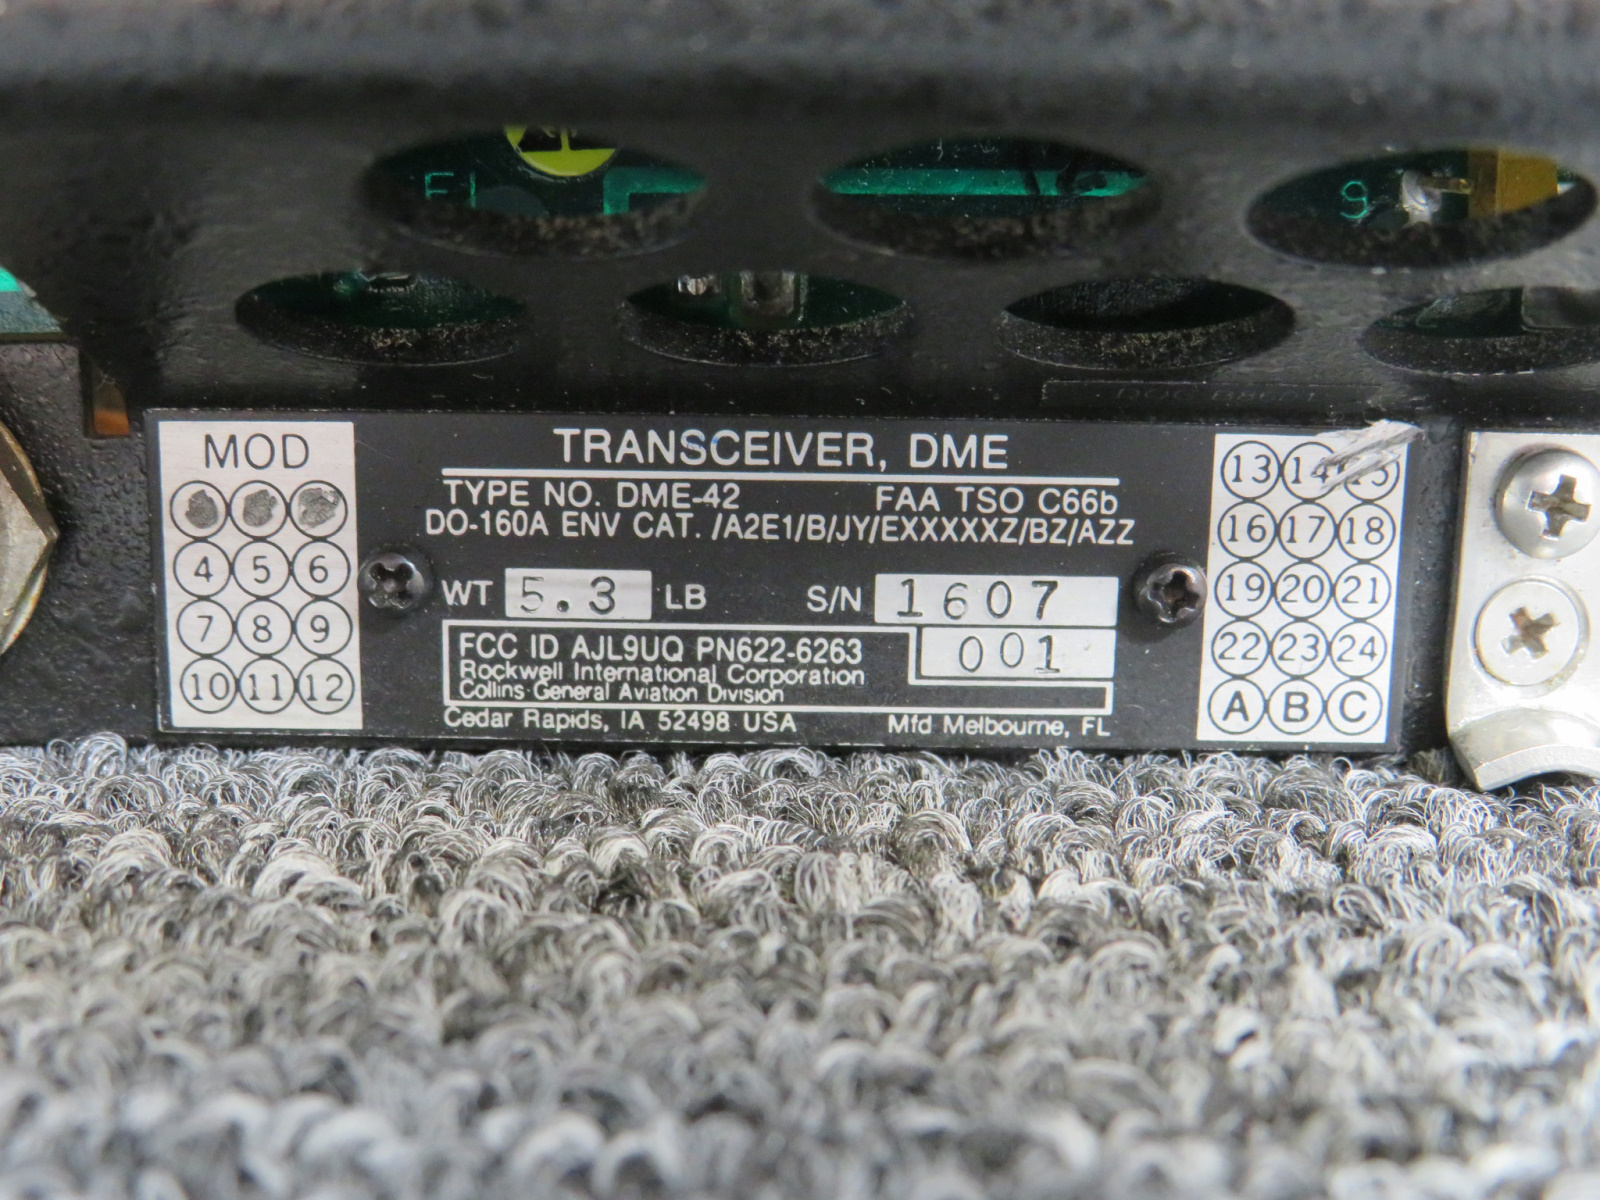 9
MOD
4 5 6
7 8 9
10 11 12
TRANSCEIVER, DME
TYPE NO. DME-42 FAA TSO C66b
DO-160A ENV CAT. /A2E1/B/JY/EXXXXXZ/BZ/AZZ
WT 5.3 LB S/N 1607
FCC ID AJL9UQ PN622-6263 001
Rockwell International Corporation
Collins General Aviation Division
Cedar Rapids, IA 52498 USA Mfd Melbourne, FL
13 14 15
16 17 18
19 20 21
22 23 24
A B C